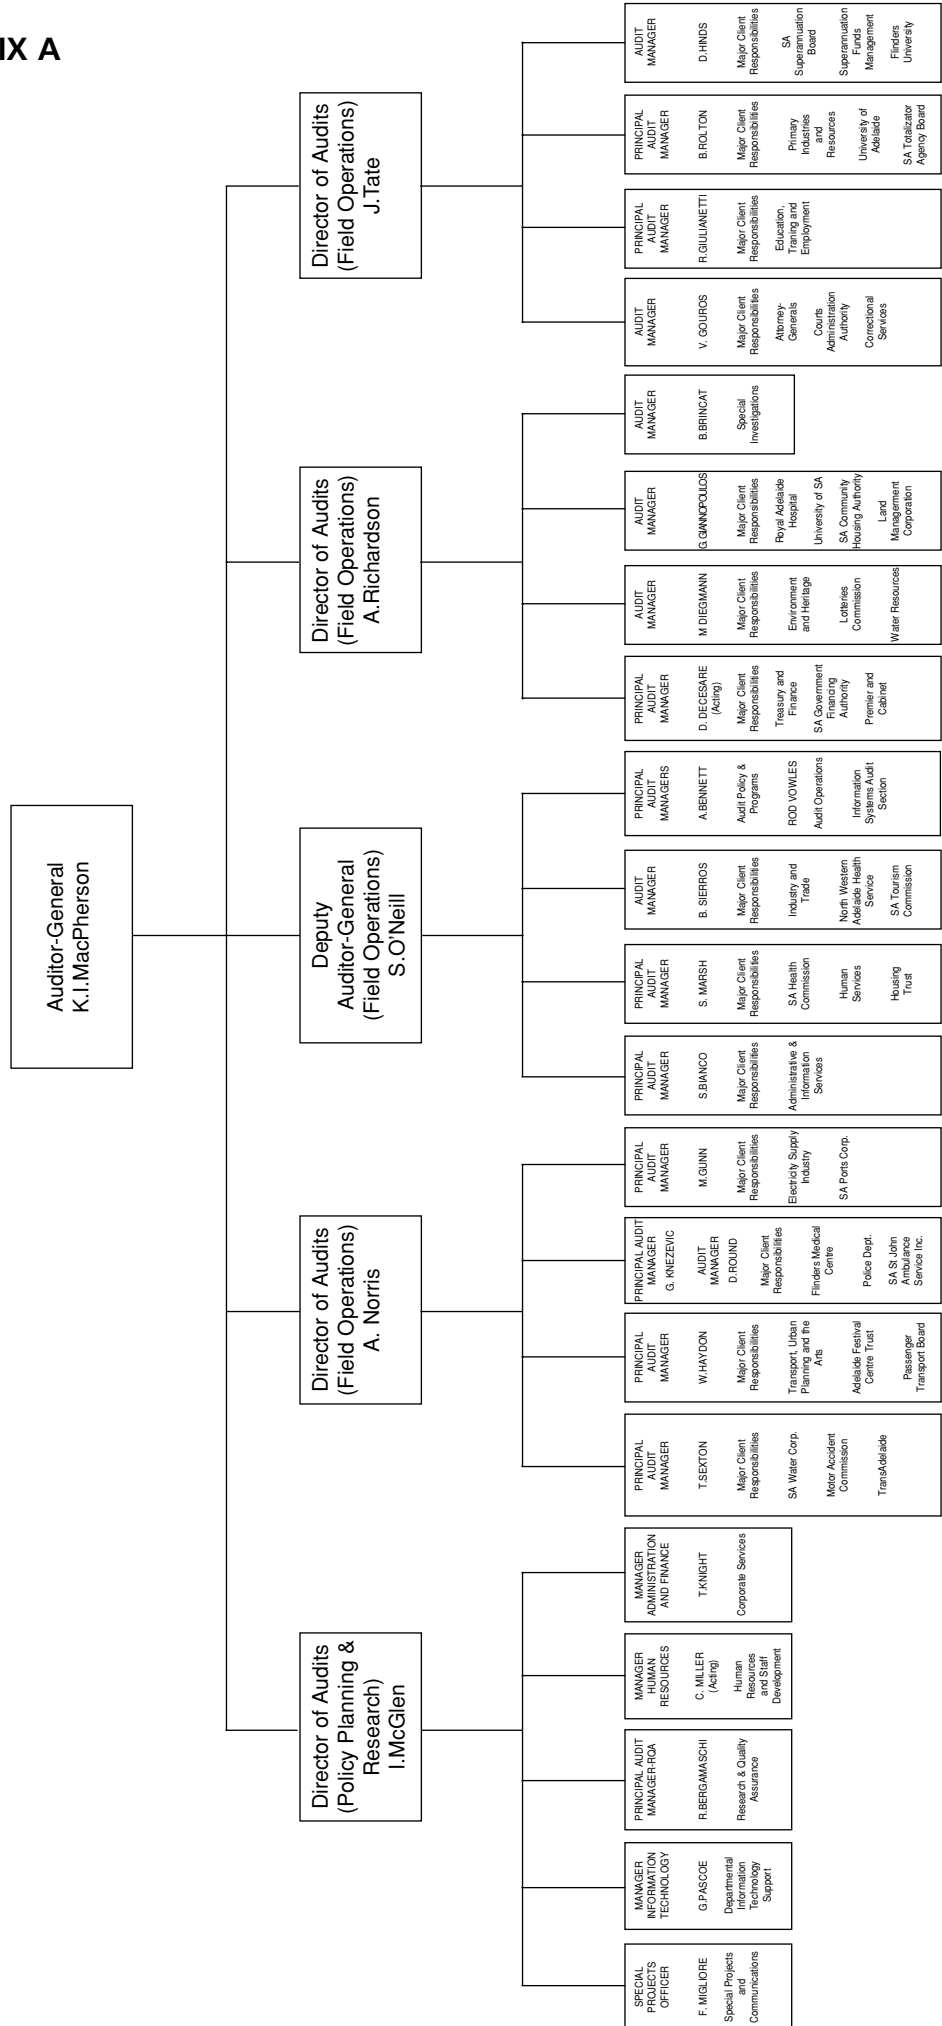 IX A
Auditor-General
K.I.MacPherson
Director of Audits
(Policy Planning &
Research)
I.McGlen
Director of Audits
(Field Operations)
A. Norris
Deputy
Auditor-General
(Field Operations)
S.O'Neill
Director of Audits
(Field Operations)
A.Richardson
Director of Audits
(Field Operations)
J.Tate
SPECIAL
PROJECTS
OFFICER
F. MIGLIORE
Special Projects
and
Communications
MANAGER
INFORMATION
TECHNOLOGY
G.PASCOE
Departmental
Information
Technology
Support
PRINCIPAL AUDIT
MANAGER-RQA
R.BERGAMASCHI
Research & Quality
Assurance
MANAGER
HUMAN
RESOURCES
C. MILLER
(Acting)
Human
Resources
and Staff
Development
MANAGER
ADMINISTRATION
AND FINANCE
T.KNIGHT
Corporate Services
PRINCIPAL
AUDIT
MANAGER
T.SEXTON
Major Client
Responsibilities
SA Water Corp.
Motor Accident
Commission
TransAdelaide
PRINCIPAL
AUDIT
MANAGER
W.HAYDON
Major Client
Responsibilities
Transport, Urban
Planning and the
Arts
Adelaide Festival
Centre Trust
Passenger
Transport Board
PRINCIPAL AUDIT
MANAGER
G. KNEZEVIC
AUDIT
MANAGER
D.ROUND
Major Client
Responsibilities
Flinders Medical
Centre
Police Dept.
SA St John
Ambulance
Service Inc.
PRINCIPAL
AUDIT
MANAGER
M.GUNN
Major Client
Responsibilities
Electricity Supply
Industry
SA Ports Corp.
PRINCIPAL
AUDIT
MANAGER
S.BIANCO
Major Client
Responsibilities
Administrative &
Information
Services
PRINCIPAL
AUDIT
MANAGER
S. MARSH
Major Client
Responsibilities
SA Health
Commission
Human
Services
Housing
Trust
AUDIT
MANAGER
B. SIERROS
Major Client
Responsibilities
Industry and
Trade
North Western
Adelaide Health
Service
SA Tourism
Commission
PRINCIPAL
AUDIT
MANAGERS
A.BENNETT
Audit Policy &
Programs
ROD VOWLES
Audit Operations
Information
Systems Audit
Section
PRINCIPAL
AUDIT
MANAGER
D. DECESARE
(Acting)
Major Client
Responsibilities
Treasury and
Finance
SA Government
Financing
Authority
Premier and
Cabinet
AUDIT
MANAGER
M DIEGMANN
Major Client
Responsibilities
Environment
and Heritage
Lotteries
Commission
Water Resources
AUDIT
MANAGER
G.GIANNOPOULOS
Major Client
Responsibilities
Royal Adelaide
Hospital
University of SA
SA Community
Housing Authority
Land
Managerment
Corporation
AUDIT
MANAGER
B.BRINCAT
Special
Investigations
AUDIT
MANAGER
V. GOUROS
Major Client
Responsibilities
Attorney-
Generals
Courts
Administration
Authority
Correctional
Services
PRINCIPAL
AUDIT
MANAGER
R.GIULIANETTI
Major Client
Responsibilities
Education,
Traning and
Employment
PRINCIPAL
AUDIT
MANAGER
B.ROLTON
Major Client
Responsibilities
Primary
Industries
and
Resources
University of
Adelaide
SA Totalizator
Agency Board
AUDIT
MANAGER
D.HINDS
Major Client
Responsibilities
SA
Superannuation
Board
Superannuation
Funds
Management
Flinders
University